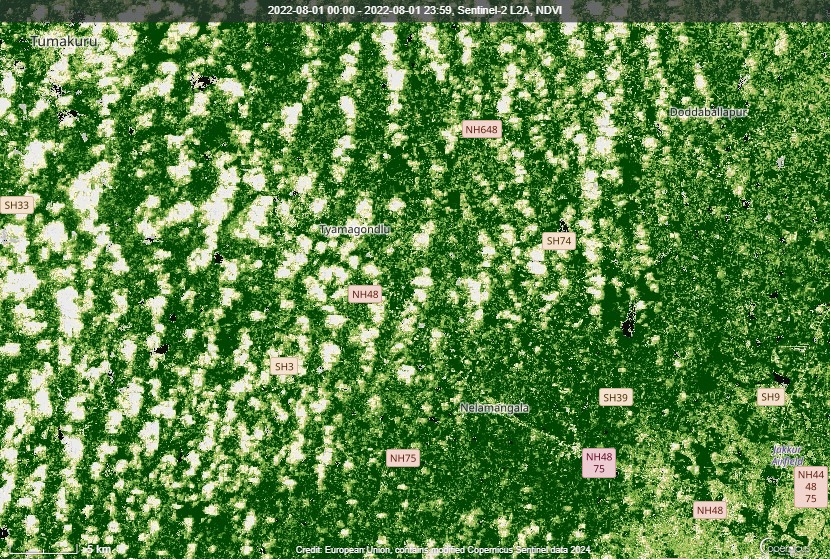 2022-08-01 00:00 - 2022-08-01 23:59, Sentinel-2 L2A, NDVI
Tumakuru
Doddaballapur
NH648
SH33
Tyamagondlu
SH74
NH48
SH3
SH39
SH9
Nelamangala
NH75
NH48
75
Jakkur
Airfield
NH44
48
75
NH48
5 km
Credit: European Union, contains modified Copernicus Sentinel data 2024
opernicus